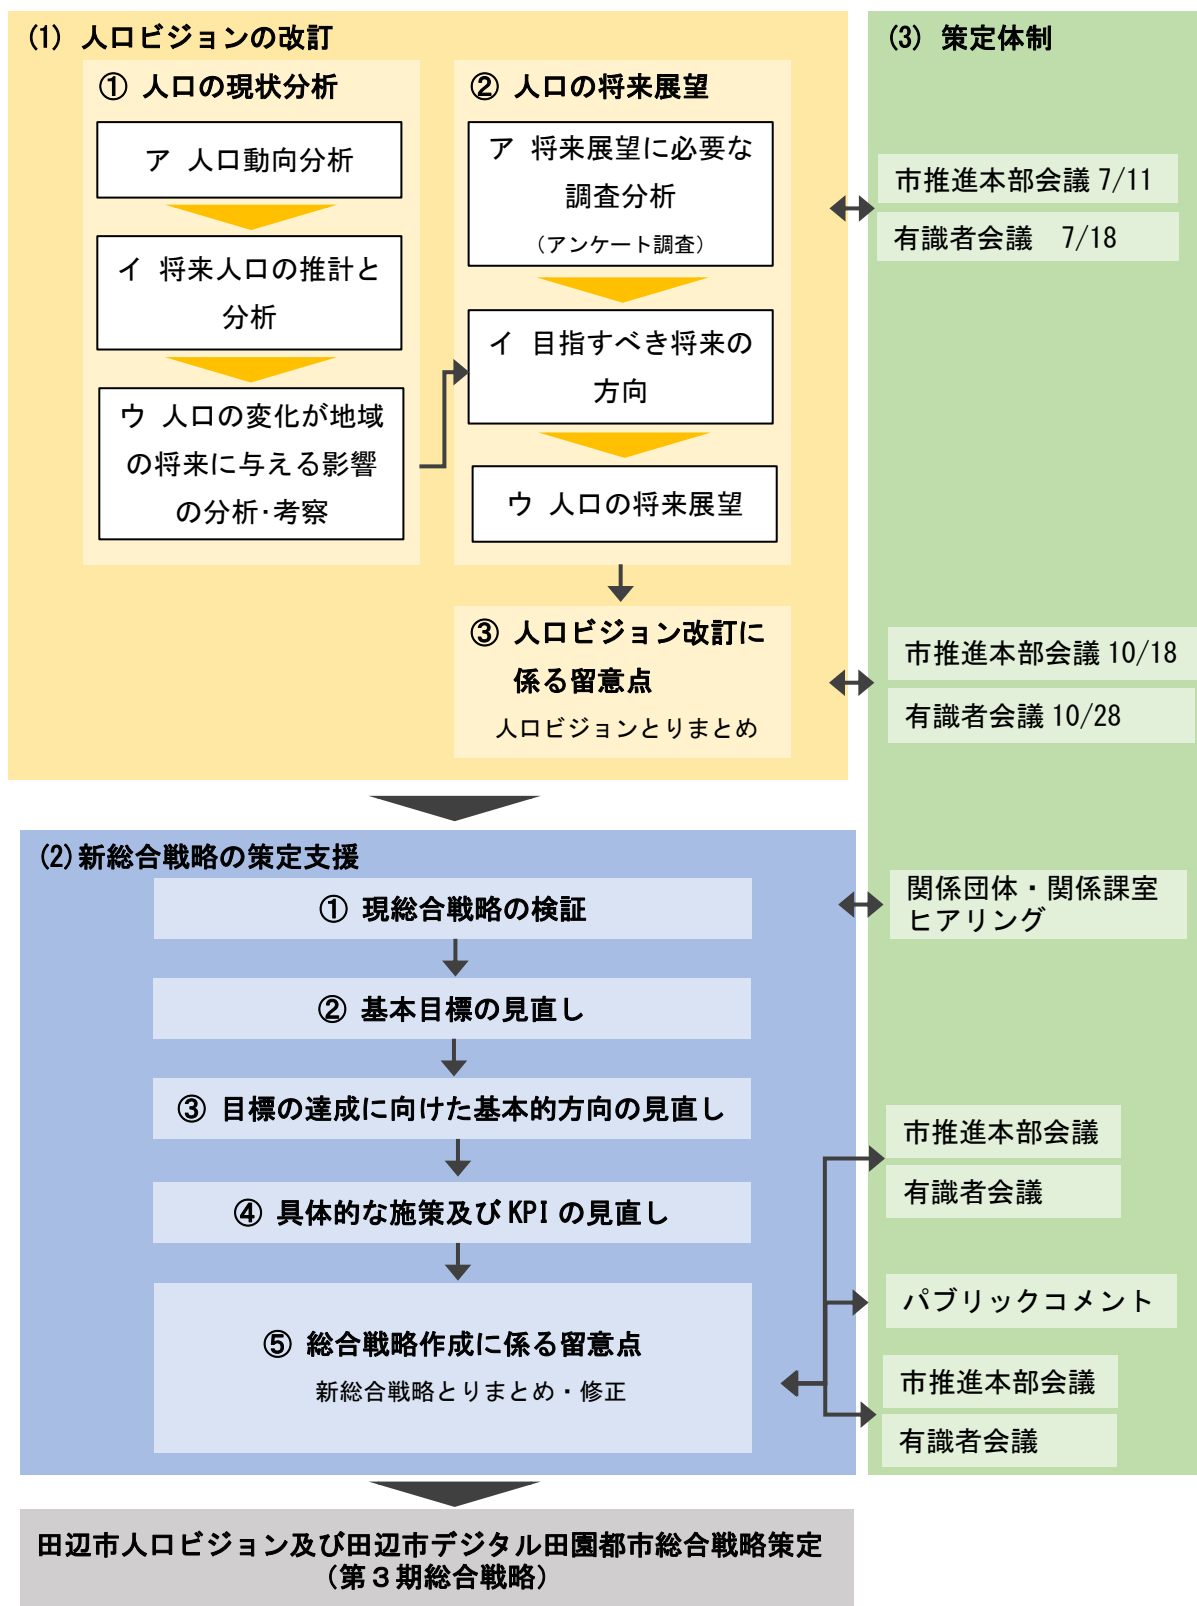 (1) 人口ビジョンの改訂
① 人口の現状分析
ア 人口動向分析
イ 将来人口の推計と
分析
ウ 人口の変化が地域
の将来に与える影響
の分析・考察
② 人口の将来展望
ア 将来展望に必要な
調査分析
（アンケート調査）
イ 目指すべき将来の
方向
ウ 人口の将来展望
③ 人口ビジョン改訂に
係る留意点
人口ビジョンとりまとめ
(2)新総合戦略の策定支援
① 現総合戦略の検証
② 基本目標の見直し
③ 目標の達成に向けた基本的方向の見直し
④ 具体的な施策及び KPI の見直し
⑤ 総合戦略作成に係る留意点
新総合戦略とりまとめ・修正
(3) 策定体制
市推進本部会議 7/11
有識者会議　7/18
市推進本部会議 10/18
有識者会議 10/28
関係団体・関係課室
ヒアリング
市推進本部会議
有識者会議
パブリックコメント
市推進本部会議
有識者会議
田辺市人口ビジョン及び田辺市デジタル田園都市総合戦略策定
（第３期総合戦略）